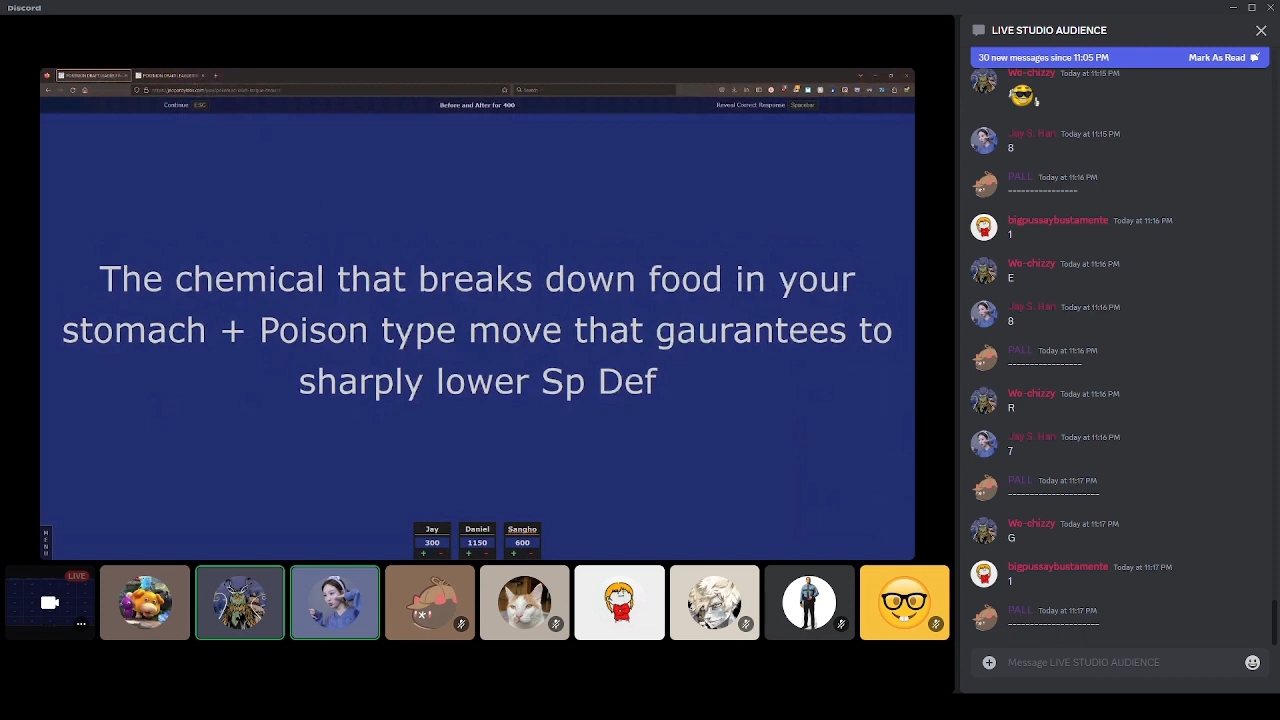 Discord
LIVE STUDIO AUDIENCE
30 new messages since 11:05 PM
Mark As Read
Wo-chizzy Today at 11:15 PM
Continue ESC
Before and After for 400
Reveal Correct Response Spacebar
The chemical that breaks down food in your
stomach + Poison type move that gaurantees to
sharply lower Sp Def
MENU
Jay
300
+ -
Daniel
1150
+ -
Sangho
600
+ -
LIVE
Jay S. Han Today at 11:15 PM
8
PALL Today at 11:16 PM
----------------
bigpussaybustamente Today at 11:16 PM
1
Wo-chizzy Today at 11:16 PM
E
Jay S. Han Today at 11:16 PM
8
PALL Today at 11:16 PM
-----------------
Wo-chizzy Today at 11:16 PM
R
Jay S. Han Today at 11:16 PM
7
PALL Today at 11:17 PM
---------------------
Wo-chizzy Today at 11:17 PM
G
bigpussaybustamente Today at 11:17 PM
1
PALL Today at 11:17 PM
---------------------
Message LIVE STUDIO AUDIENCE